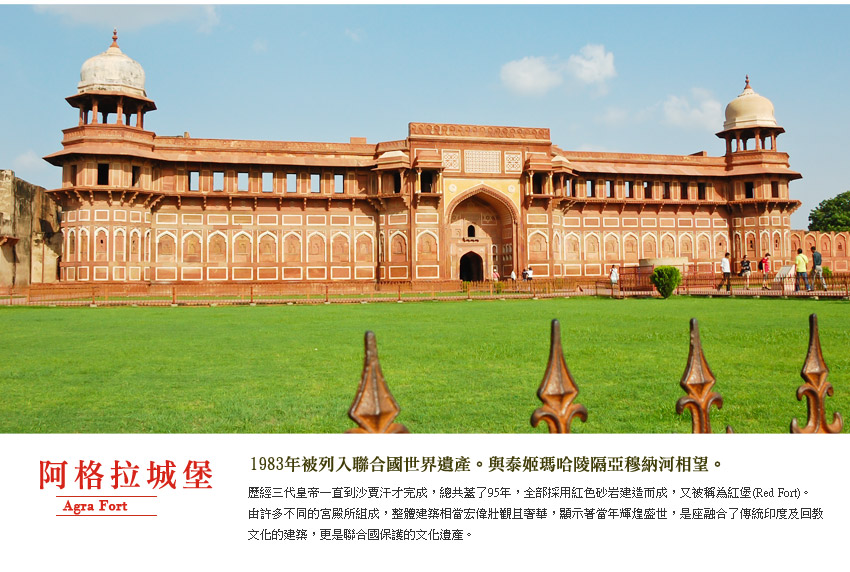 阿格拉城堡
Agra Fort
1983年被列入聯合國世界遺產。與泰姬瑪哈陵隔亞穆納河相望。
歷經三代皇帝一直到沙賈汗才完成，總共蓋了95年，全部採用紅色砂岩建造而成，又被稱為紅堡(Red Fort)。
由許多不同的宮殿所組成，整體建築相當宏偉壯觀且奢華，顯示著當年輝煌盛世，是座融合了傳統印度及回教
文化的建築，更是聯合國保護的文化遺產。